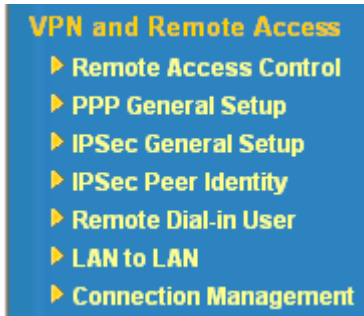 VPN and Remote Access
Remote Access Control
PPP General Setup
IPSec General Setup
IPSec Peer Identity
Remote Dial-in User
LAN to LAN
Connection Management